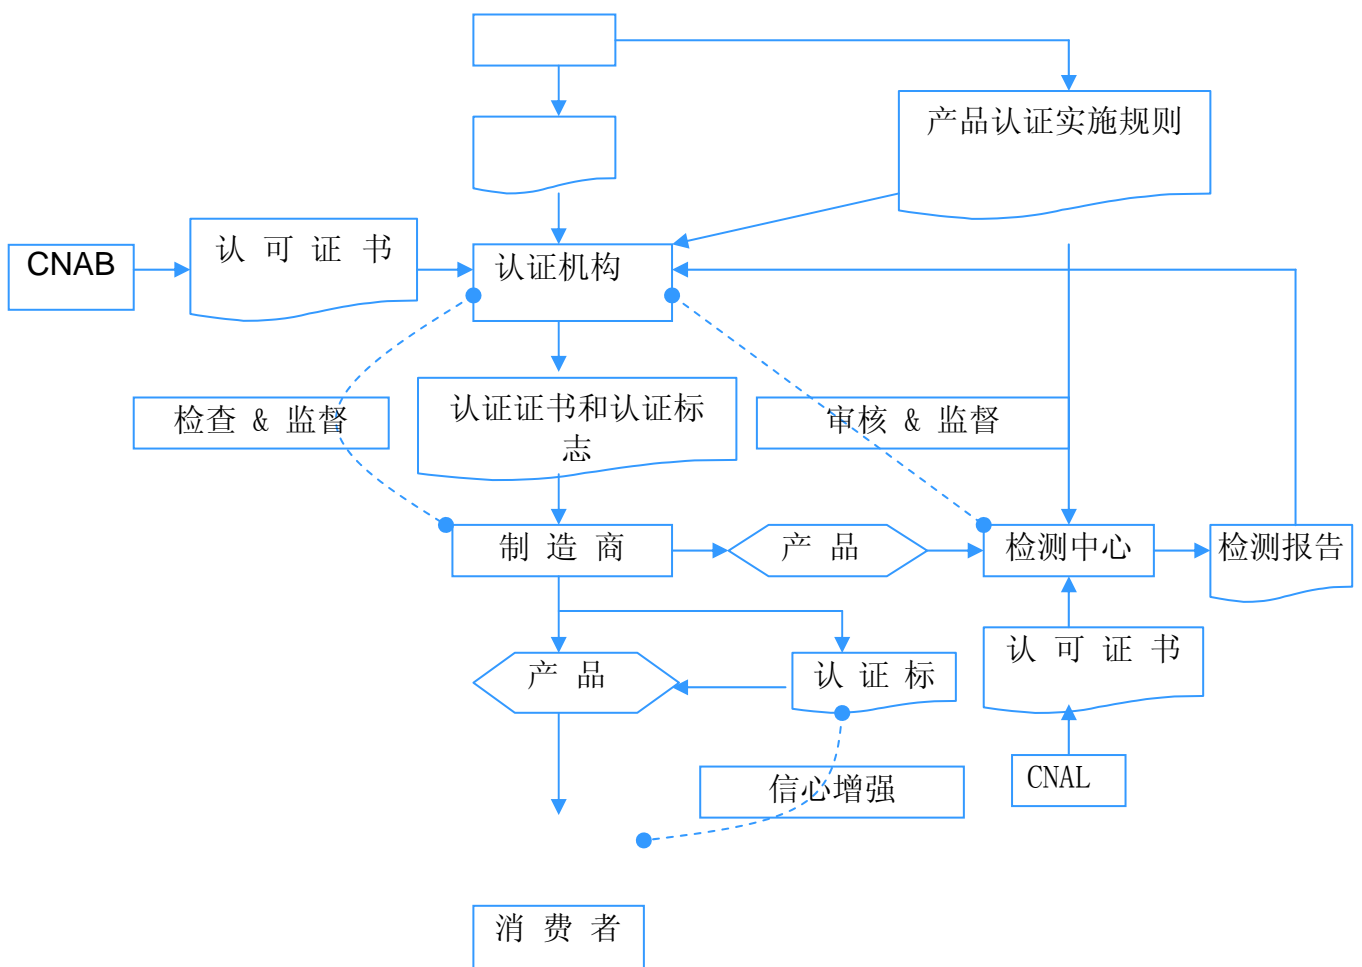 产品认证实施规则
CNAB
认 可 证 书
认证机构
检查 & 监督
认证证书和认证标
志
审核 & 监督
制 造 商
产 品
检测中心
检测报告
产 品
认 证 标
认 可 证 书
信心增强
CNAL
消 费 者